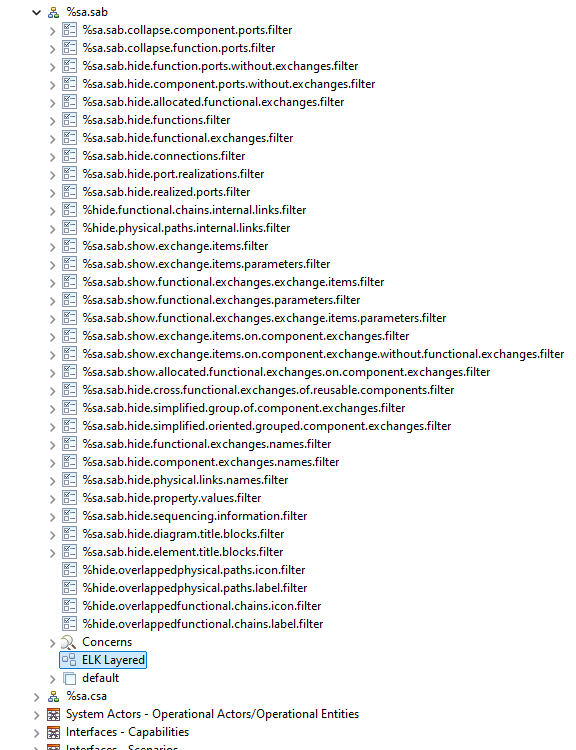 %sa.sab
%sa.sab.collapse.component.ports.filter
%sa.sab.collapse.function.ports.filter
%sa.sab.hide.function.ports.without.exchanges.filter
%sa.sab.hide.component.ports.without.exchanges.filter
%sa.sab.hide.allocated.functional.exchanges.filter
%sa.sab.hide.functions.filter
%sa.sab.hide.functional.exchanges.filter
%sa.sab.hide.connections.filter
%sa.sab.hide.port.realizations.filter
%sa.sab.hide.realized.ports.filter
%hide.functional.chains.internal.links.filter
%hide.physical.paths.internal.links.filter
%sa.sab.show.exchange.items.filter
%sa.sab.show.exchange.items.parameters.filter
%sa.sab.show.functional.exchanges.exchange.items.filter
%sa.sab.show.functional.exchanges.parameters.filter
%sa.sab.show.functional.exchanges.exchange.items.parameters.filter
%sa.sab.show.exchange.items.on.component.exchanges.filter
%sa.sab.show.exchange.items.on.component.exchange.without.functional.exchanges.filter
%sa.sab.show.allocated.functional.exchanges.on.component.exchanges.filter
%sa.sab.hide.cross.functional.exchanges.of.reusable.components.filter
%sa.sab.hide.simplified.group.of.component.exchanges.filter
%sa.sab.hide.simplified.oriented.grouped.component.exchanges.filter
%sa.sab.hide.functional.exchanges.names.filter
%sa.sab.hide.component.exchanges.names.filter
%sa.sab.hide.physical.links.names.filter
%sa.sab.hide.property.values.filter
%sa.sab.hide.sequencing.information.filter
%sa.sab.hide.diagram.title.blocks.filter
%sa.sab.hide.element.title.blocks.filter
%hide.overlappedphysical.paths.icon.filter
%hide.overlappedphysical.paths.label.filter
%hide.overlappedfunctional.chains.icon.filter
%hide.overlappedfunctional.chains.label.filter
Concerns
ELK Layered
default
%sa.csa
System Actors - Operational Actors/Operational Entities
Interfaces - Capabilities
Interfaces - Scenarios